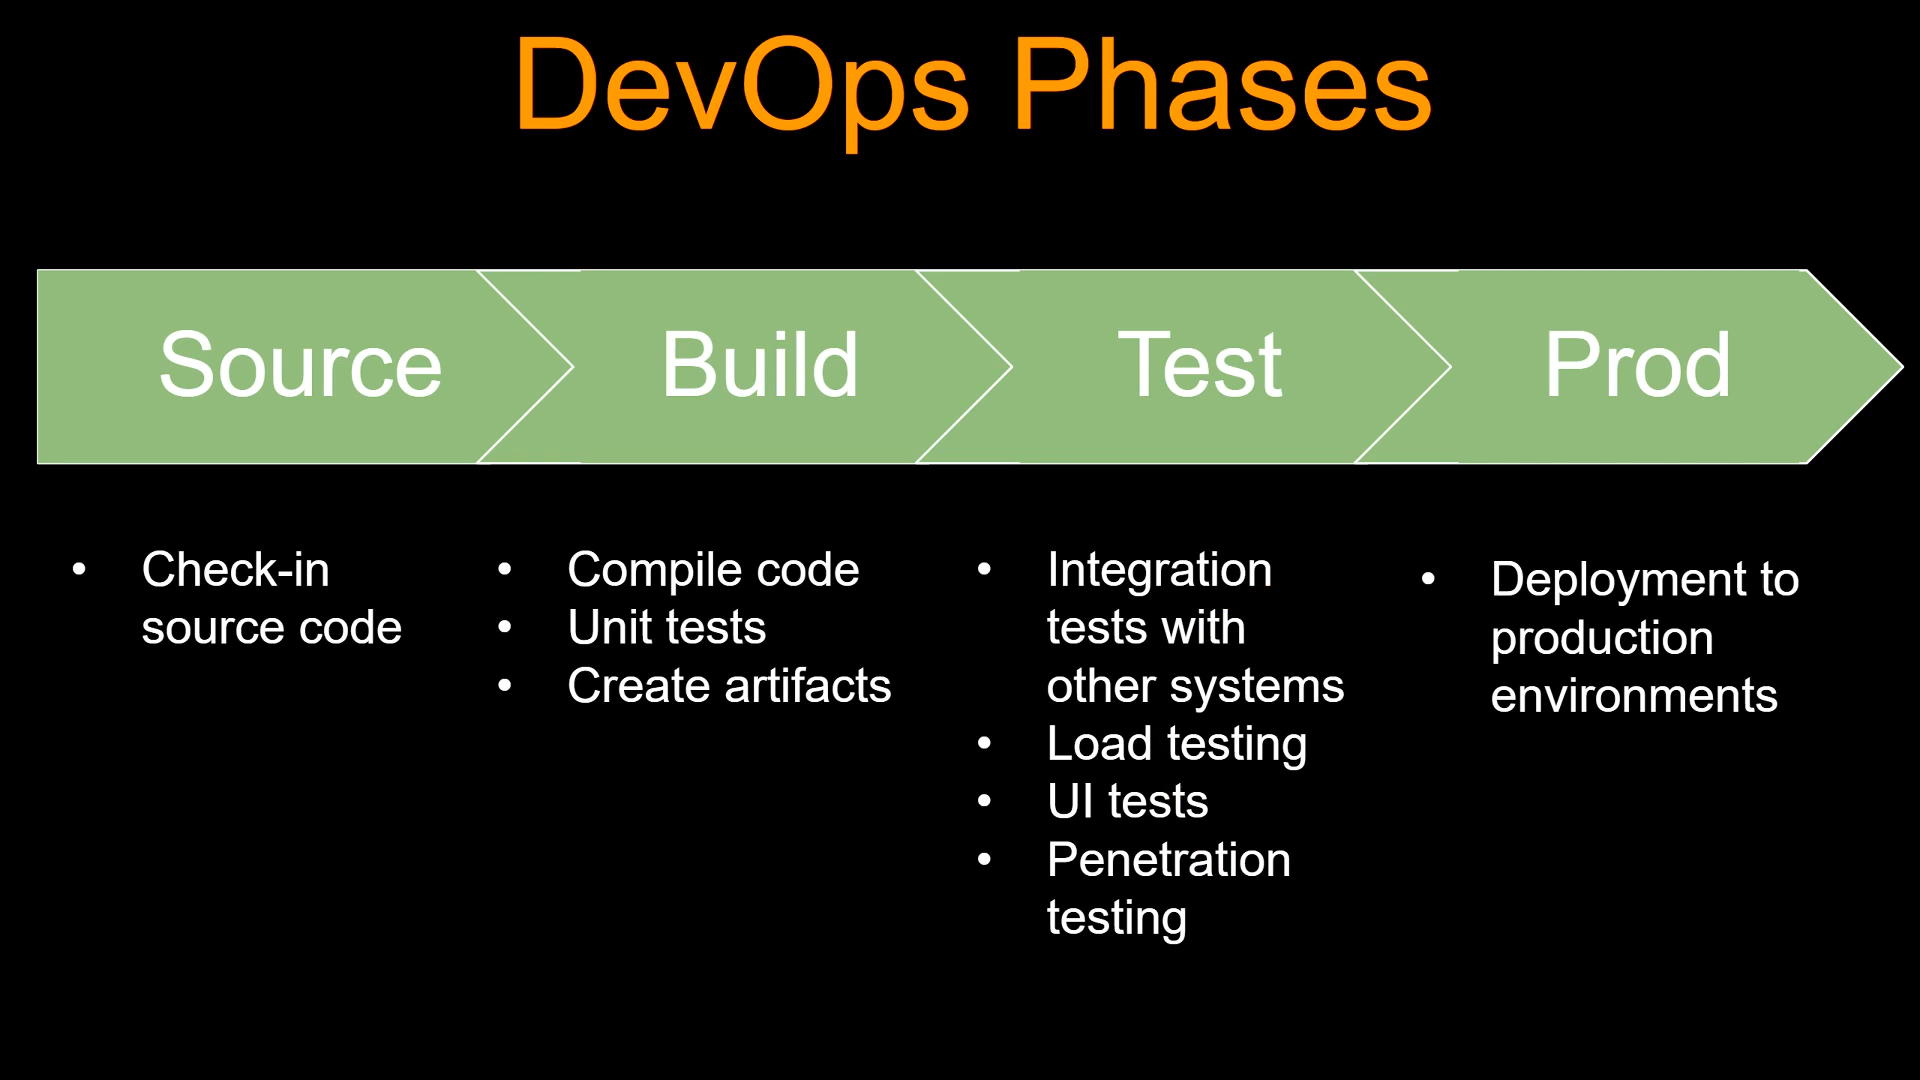 DevOps Phases
Source
Build
Test
Prod
• Check-in
source code
• Compile code
• Unit tests
• Create artifacts
• Integration
tests with
other systems
• Load testing
• UI tests
• Penetration
testing
• Deployment to
production
environments